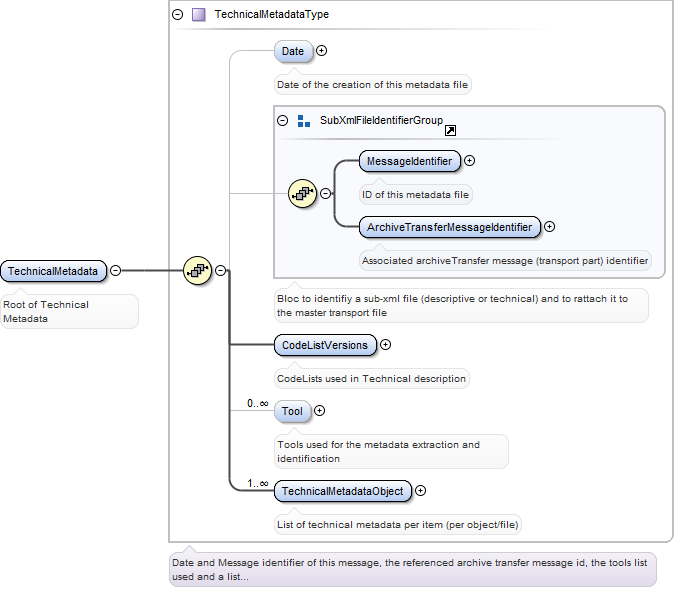 TechnicalMetadataType
Date
Date of the creation of this metadata file
SubXmlFileIdentifierGroup
MessageIdentifier
ID of this metadata file
ArchiveTransferMessageIdentifier
Associated archiveTransfer message (transport part) identifier
TechnicalMetadata
Root of Technical
Metadata
Bloc to identifiy a sub-xml file (descriptive or technical) and to rattach it to
the master transport file
CodeListVersions
CodeLists used in Technical description
0..∞
Tool
Tools used for the metadata extraction and
identification
1..∞
TechnicalMetadataObject
List of technical metadata per item (per object/file)
Date and Message identifier of this message, the referenced archive transfer message id, the tools list
used and a list...